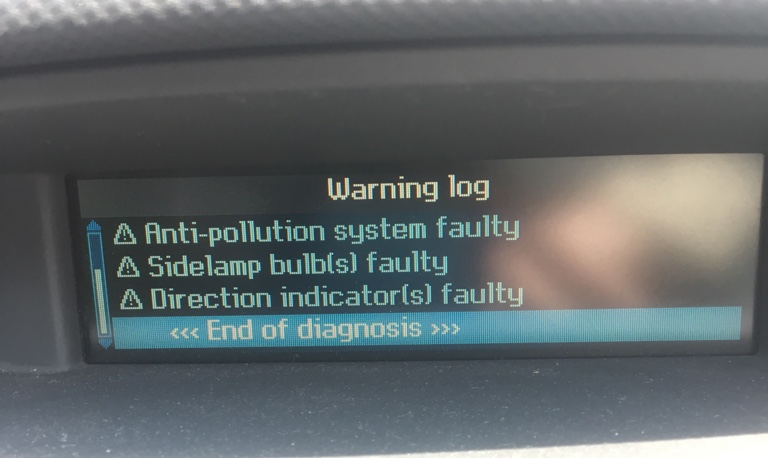 Warning log
Anti-pollution system faulty
Sidelamp bulb(s) faulty
Direction indicator(s) faulty
<<< End of diagnosis >>>